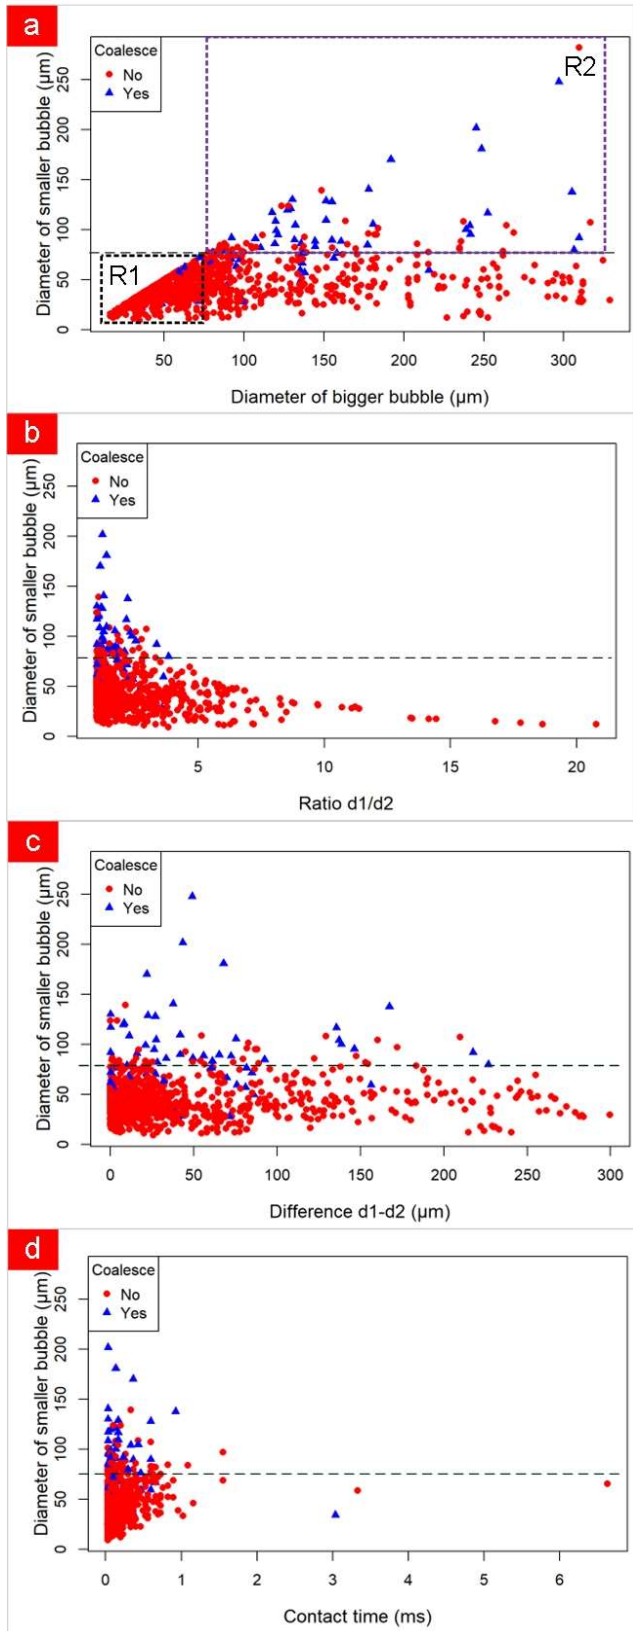 a
Coalesce
No
Yes
R1
R2
Diameter of smaller bubble (μm)
0
50
100
150
200
250
50
100
150
200
250
300
Diameter of bigger bubble (μm)
b
Coalesce
No
Yes
Diameter of smaller bubble (μm)
0
50
100
150
200
250
5
10
15
20
Ratio d1/d2
c
Coalesce
No
Yes
Diameter of smaller bubble (μm)
0
50
100
150
200
250
0
50
100
150
200
250
300
Difference d1-d2 (μm)
d
Coalesce
No
Yes
Diameter of smaller bubble (μm)
0
50
100
150
200
250
0
1
2
3
4
5
6
Contact time (ms)